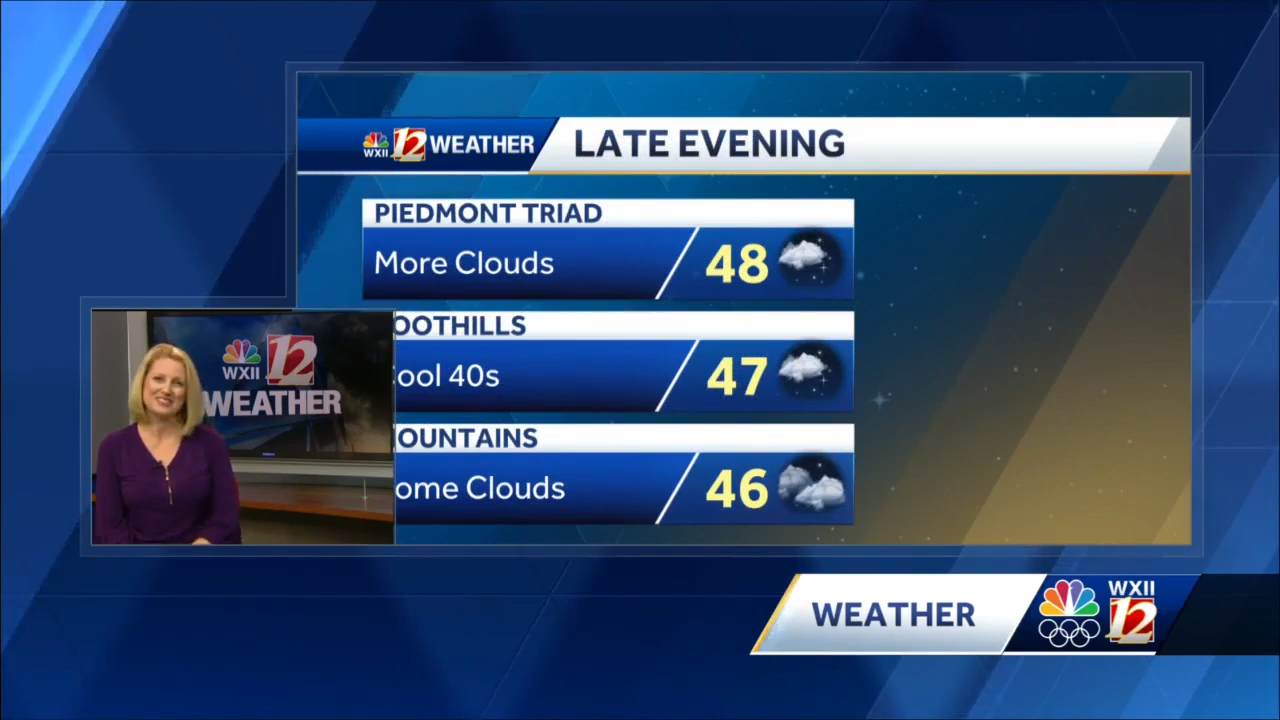 WXII 12 WEATHER LATE EVENING
PIEDMONT TRIAD
More Clouds 48
OOTHILLS
ool 40s 47
OUNTAINS
ome Clouds 46
WXII 12
WEATHER
WEATHER WXII 12